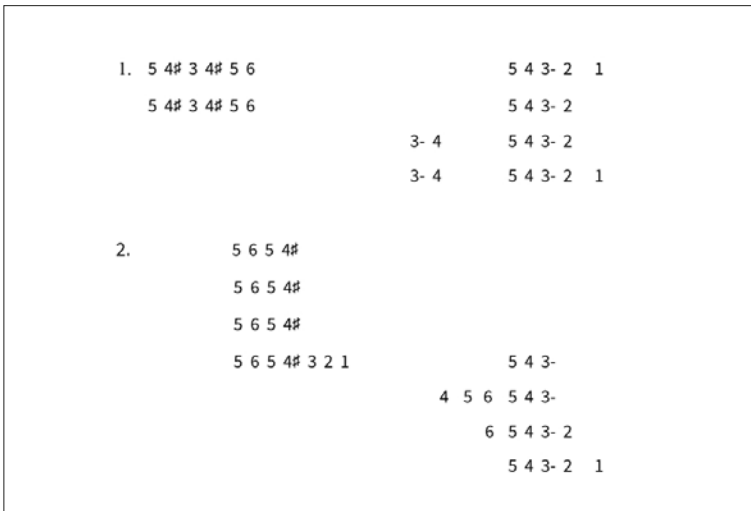 1. 5 4♯ 3 4♯ 5 6 5 4 3- 2 1
5 4♯ 3 4♯ 5 6 5 4 3- 2
3- 4 5 4 3- 2
3- 4 5 4 3- 2 1
2. 5 6 5 4♯
5 6 5 4♯
5 6 5 4♯
5 6 5 4♯ 3 2 1 5 4 3-
4 5 6 5 4 3-
6 5 4 3- 2
5 4 3- 2 1